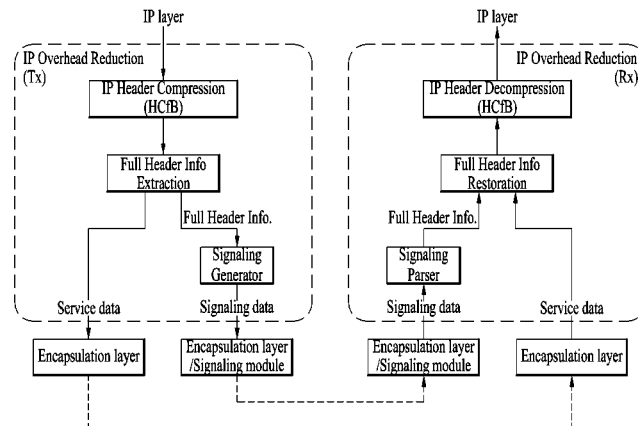 IP layer
IP layer
IP Overhead Reduction
(Tx)
IP Overhead Reduction
(Rx)
IP Header Compression
(HCfB)
IP Header Decompression
(HCfB)
Full Header Info
Extraction
Full Header Info
Restoration
Full Header Info.
Full Header Info.
Signaling
Generator
Signaling
Parser
Service data
Signaling data
Signaling data
Service data
Encapsulation layer
Encapsulation layer
/Signaling module
Encapsulation layer
/Signaling module
Encapsulation layer